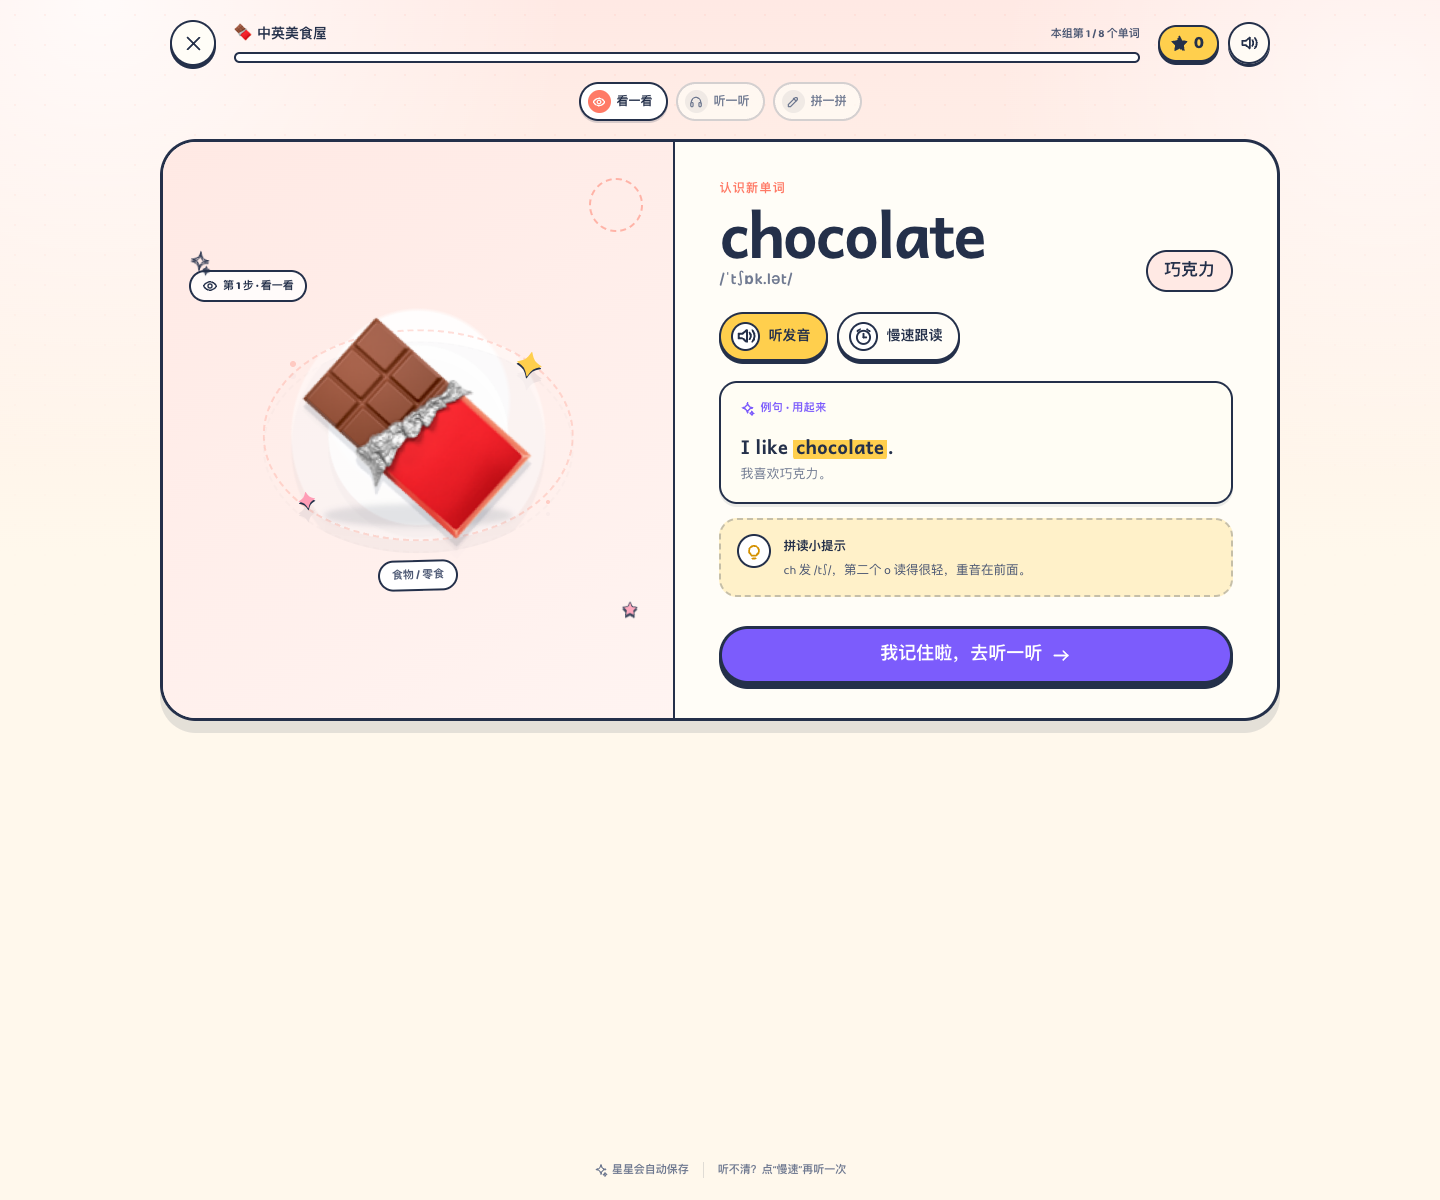 中英美食屋
本组第 1 / 8 个单词
0
看一看
听一听
拼一拼
第 1 步 · 看一看
食物 / 零食
认识新单词
chocolate
/ˈtʃɒk.lət/
巧克力
听发音
慢速跟读
例句 · 用起来
I like chocolate.
我喜欢巧克力。
拼读小提示
ch 发 /tʃ/，第二个 o 读得很轻，重音在前面。
我记住啦，去听一听 →
星星会自动保存
听不清？点“慢速”再听一次